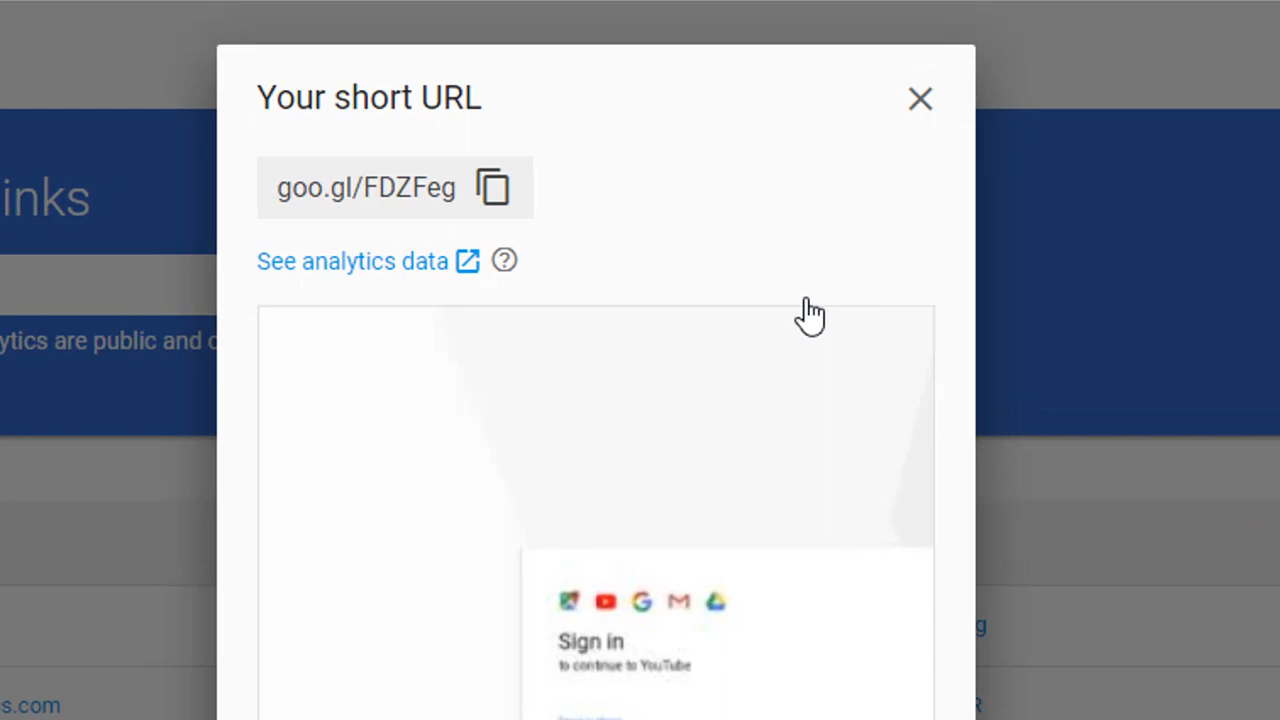 Your short URL
inks
goo.gl/FDZFeg
See analytics data
ytics are public and
Sign in
to continue to YouTube
g
s.com
R